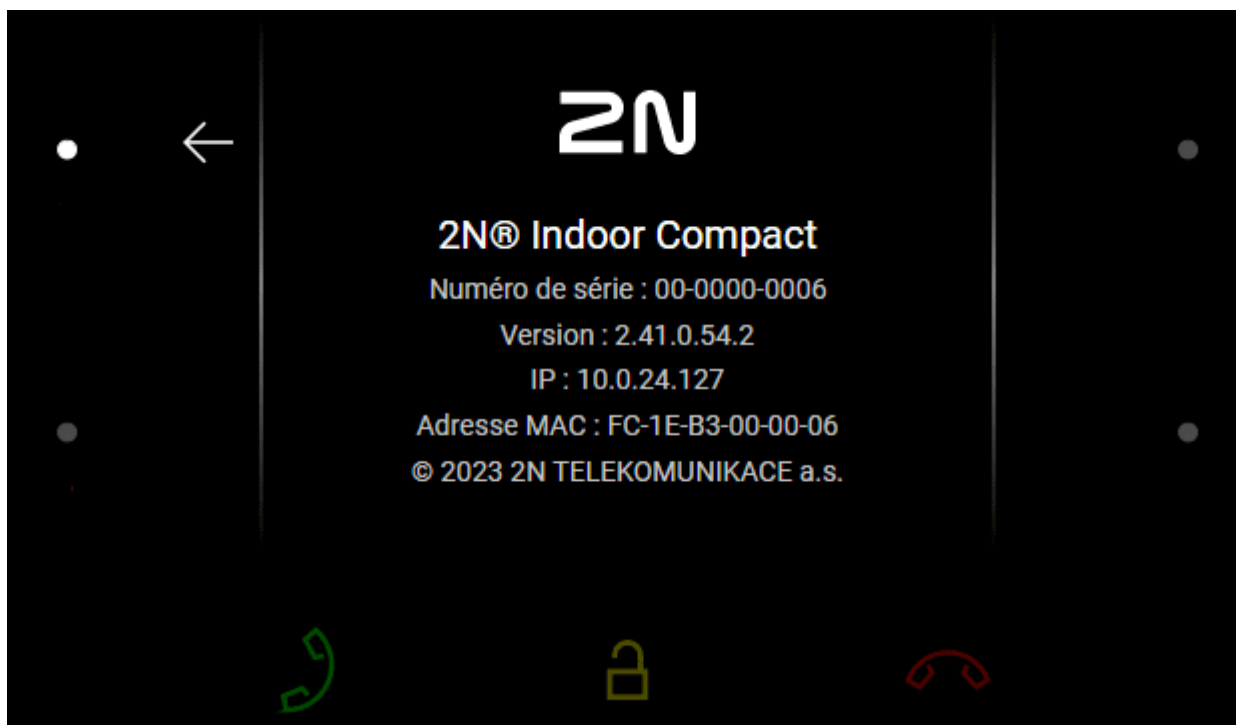 2N
2N® Indoor Compact
Numéro de série : 00-0000-0006
Version : 2.41.0.54.2
IP : 10.0.24.127
Adresse MAC : FC-1E-B3-00-00-06
© 2023 2N TELEKOMUNIKACE a.s.